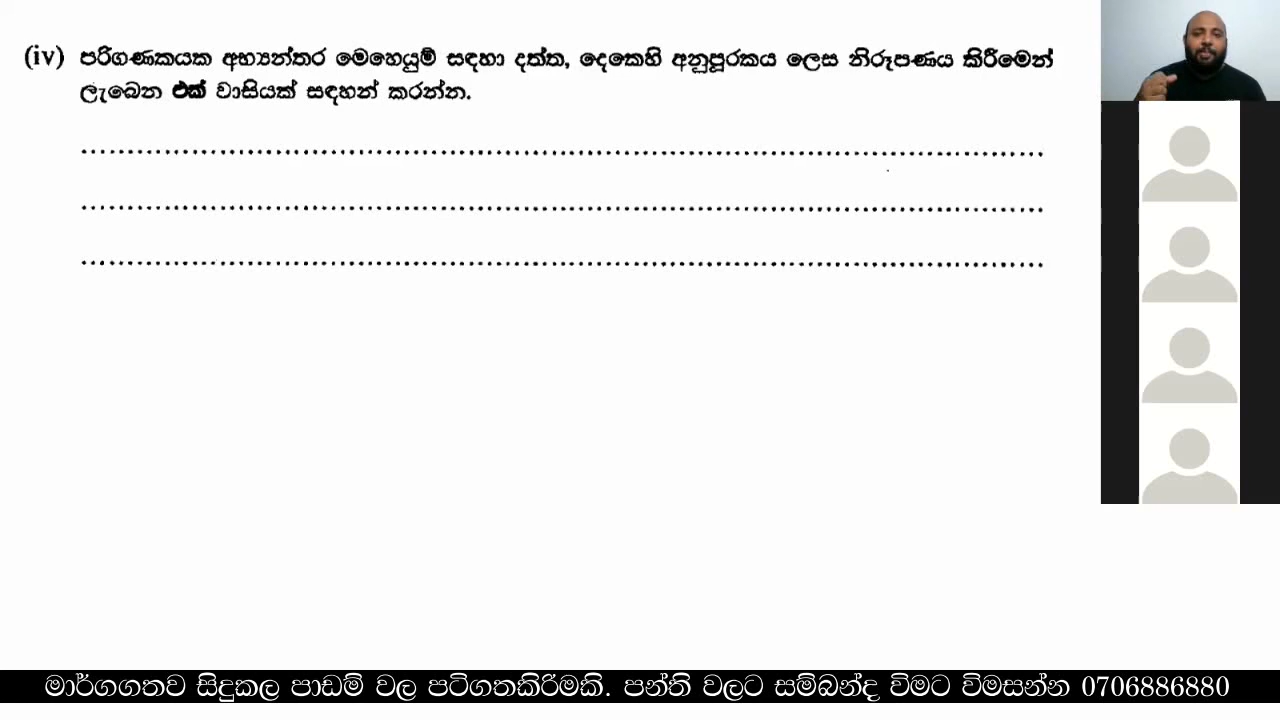 (iv) පරිගණකයක අභ්‍යන්තර මෙහෙයුම් සඳහා දත්ත, දෙකෙහි අනුපූරකය ලෙස නිරූපණය කිරීමෙන්
ලැබෙන එක් වාසියක් සඳහන් කරන්න.
මාර්ගගතව සිදුකල පාඩම් වල පටිගතකිරිමකි. පන්ති වලට සම්බන්ද විමට විමසන්න 0706886880